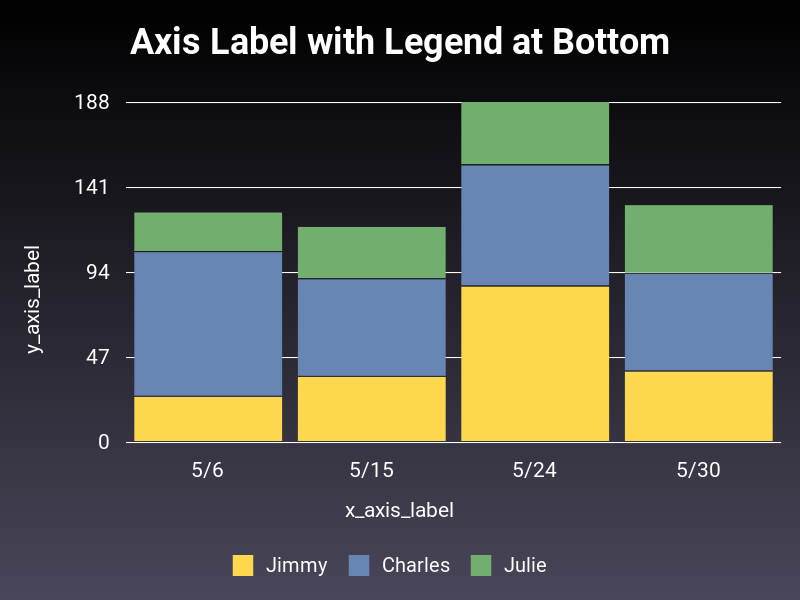 Axis Label with Legend at Bottom
188
141
94
47
0
y_axis_label
5/6 5/15 5/24 5/30
x_axis_label
Jimmy Charles Julie